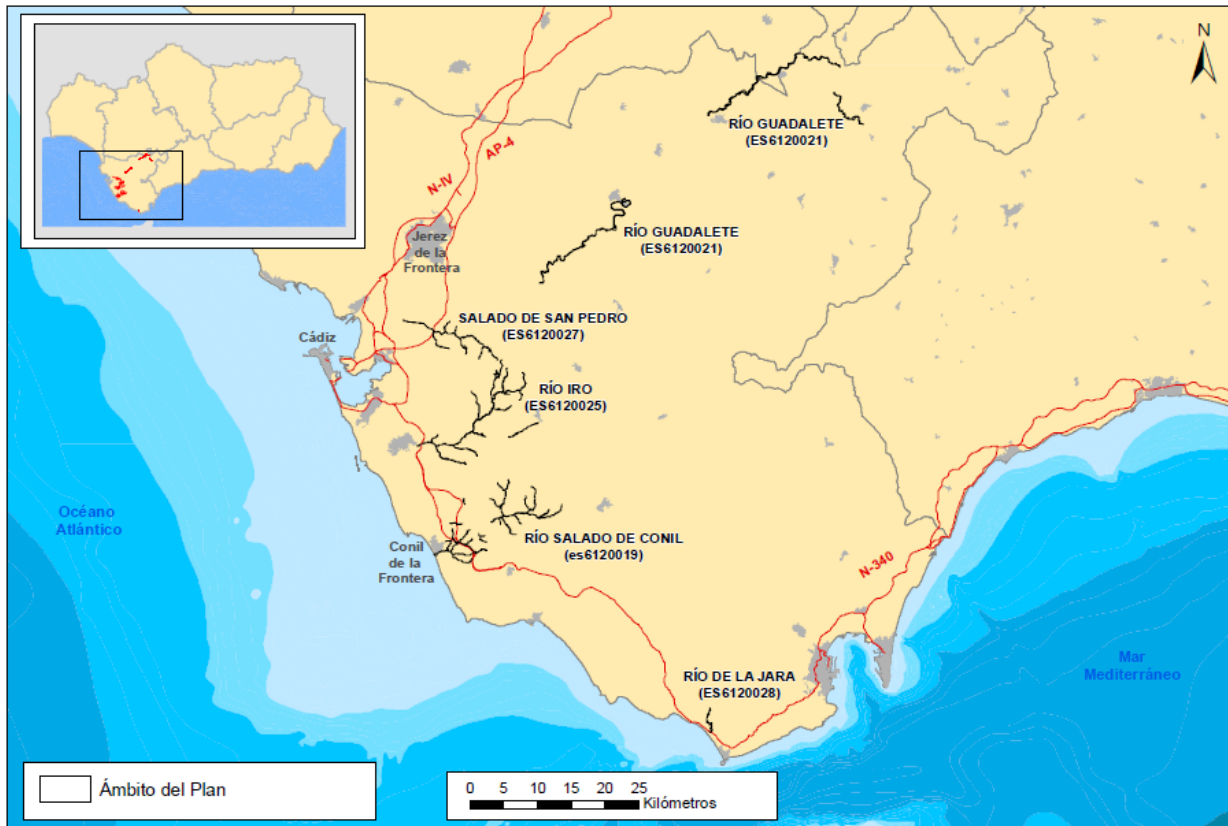 N
RÍO GUADALETE
(ES6120021)
N-IV
AP-4
Jerez
de la
Frontera
RÍO GUADALETE
(ES6120021)
SALADO DE SAN PEDRO
(ES6120027)
Cádiz
RÍO IRO
(ES6120025)
Océano
Atlántico
RÍO SALADO DE CONIL
(es6120019)
Conil
de la
Frontera
N-340
RÍO DE LA JARA
(ES6120028)
Mar
Mediterráneo
Ámbito del Plan
0 5 10 15 20 25
Kilómetros